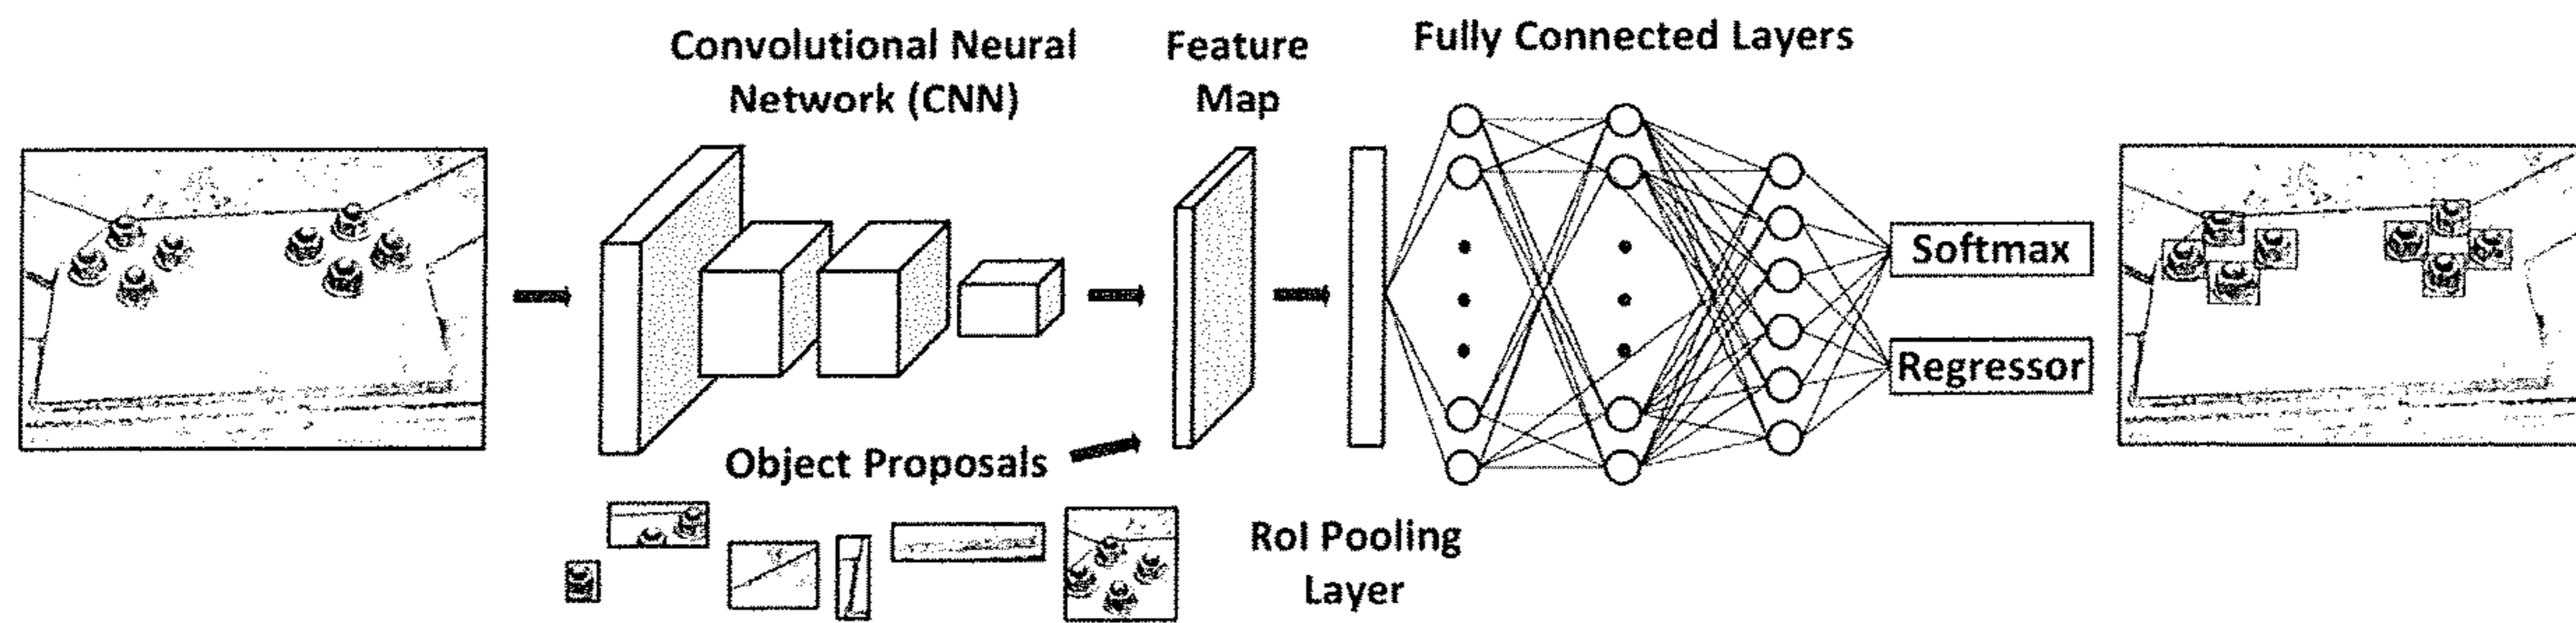 Convolutional Neural
Network (CNN)
Feature
Map
Fully Connected Layers
Softmax
Regressor
Object Proposals
RoI Pooling
Layer